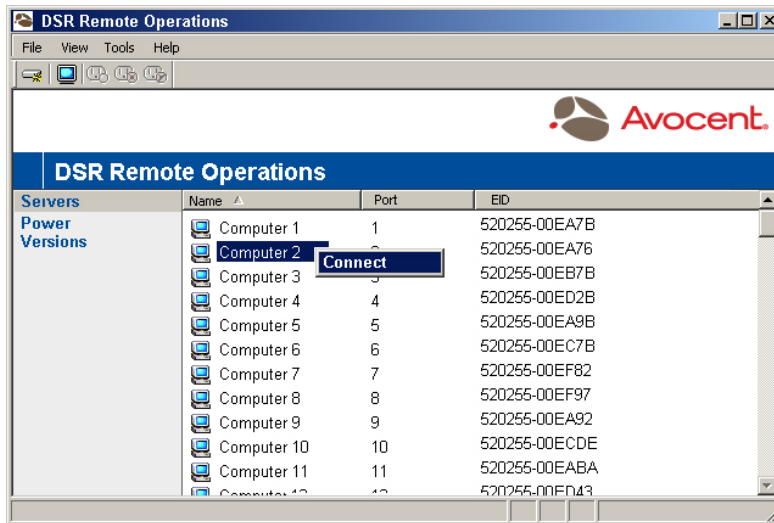 DSR Remote Operations
File View Tools Help
Avocent.
DSR Remote Operations
Servers Name Port EID
Power
Versions
Computer 1 1 520255-00EA7B
Computer 2 520255-00EA76
Connect
Computer 3 520255-00EB7B
Computer 4 4 520255-00ED2B
Computer 5 5 520255-00EA9B
Computer 6 6 520255-00EC7B
Computer 7 7 520255-00EF82
Computer 8 8 520255-00EF97
Computer 9 9 520255-00EA92
Computer 10 10 520255-00ECDE
Computer 11 11 520255-00EABA
Computer 12 12 520255-00ED43